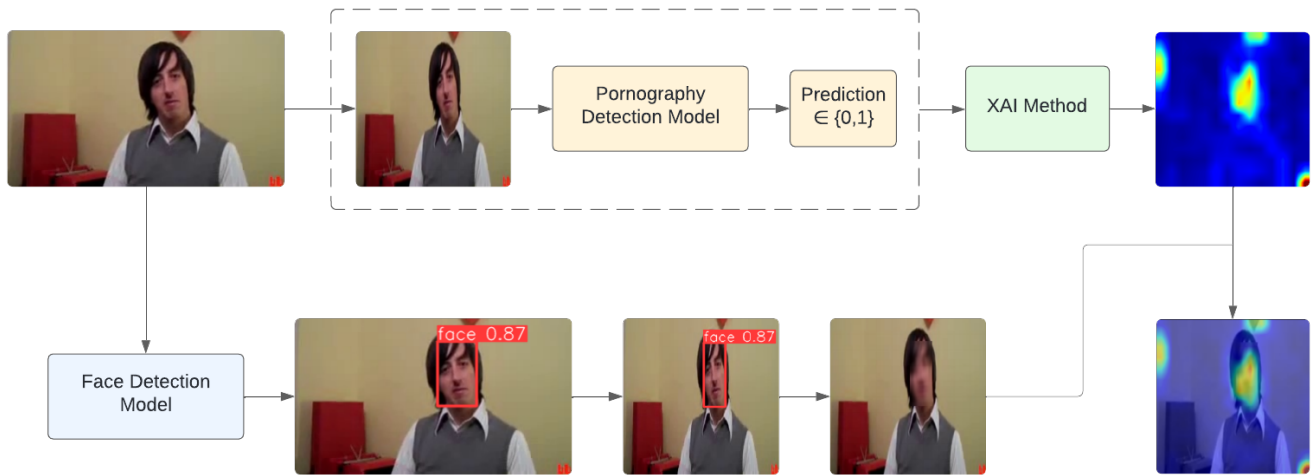 Pornography
Detection Model
Prediction
∈ {0,1}
XAI Method
Face Detection
Model
face 0.87
face 0.87